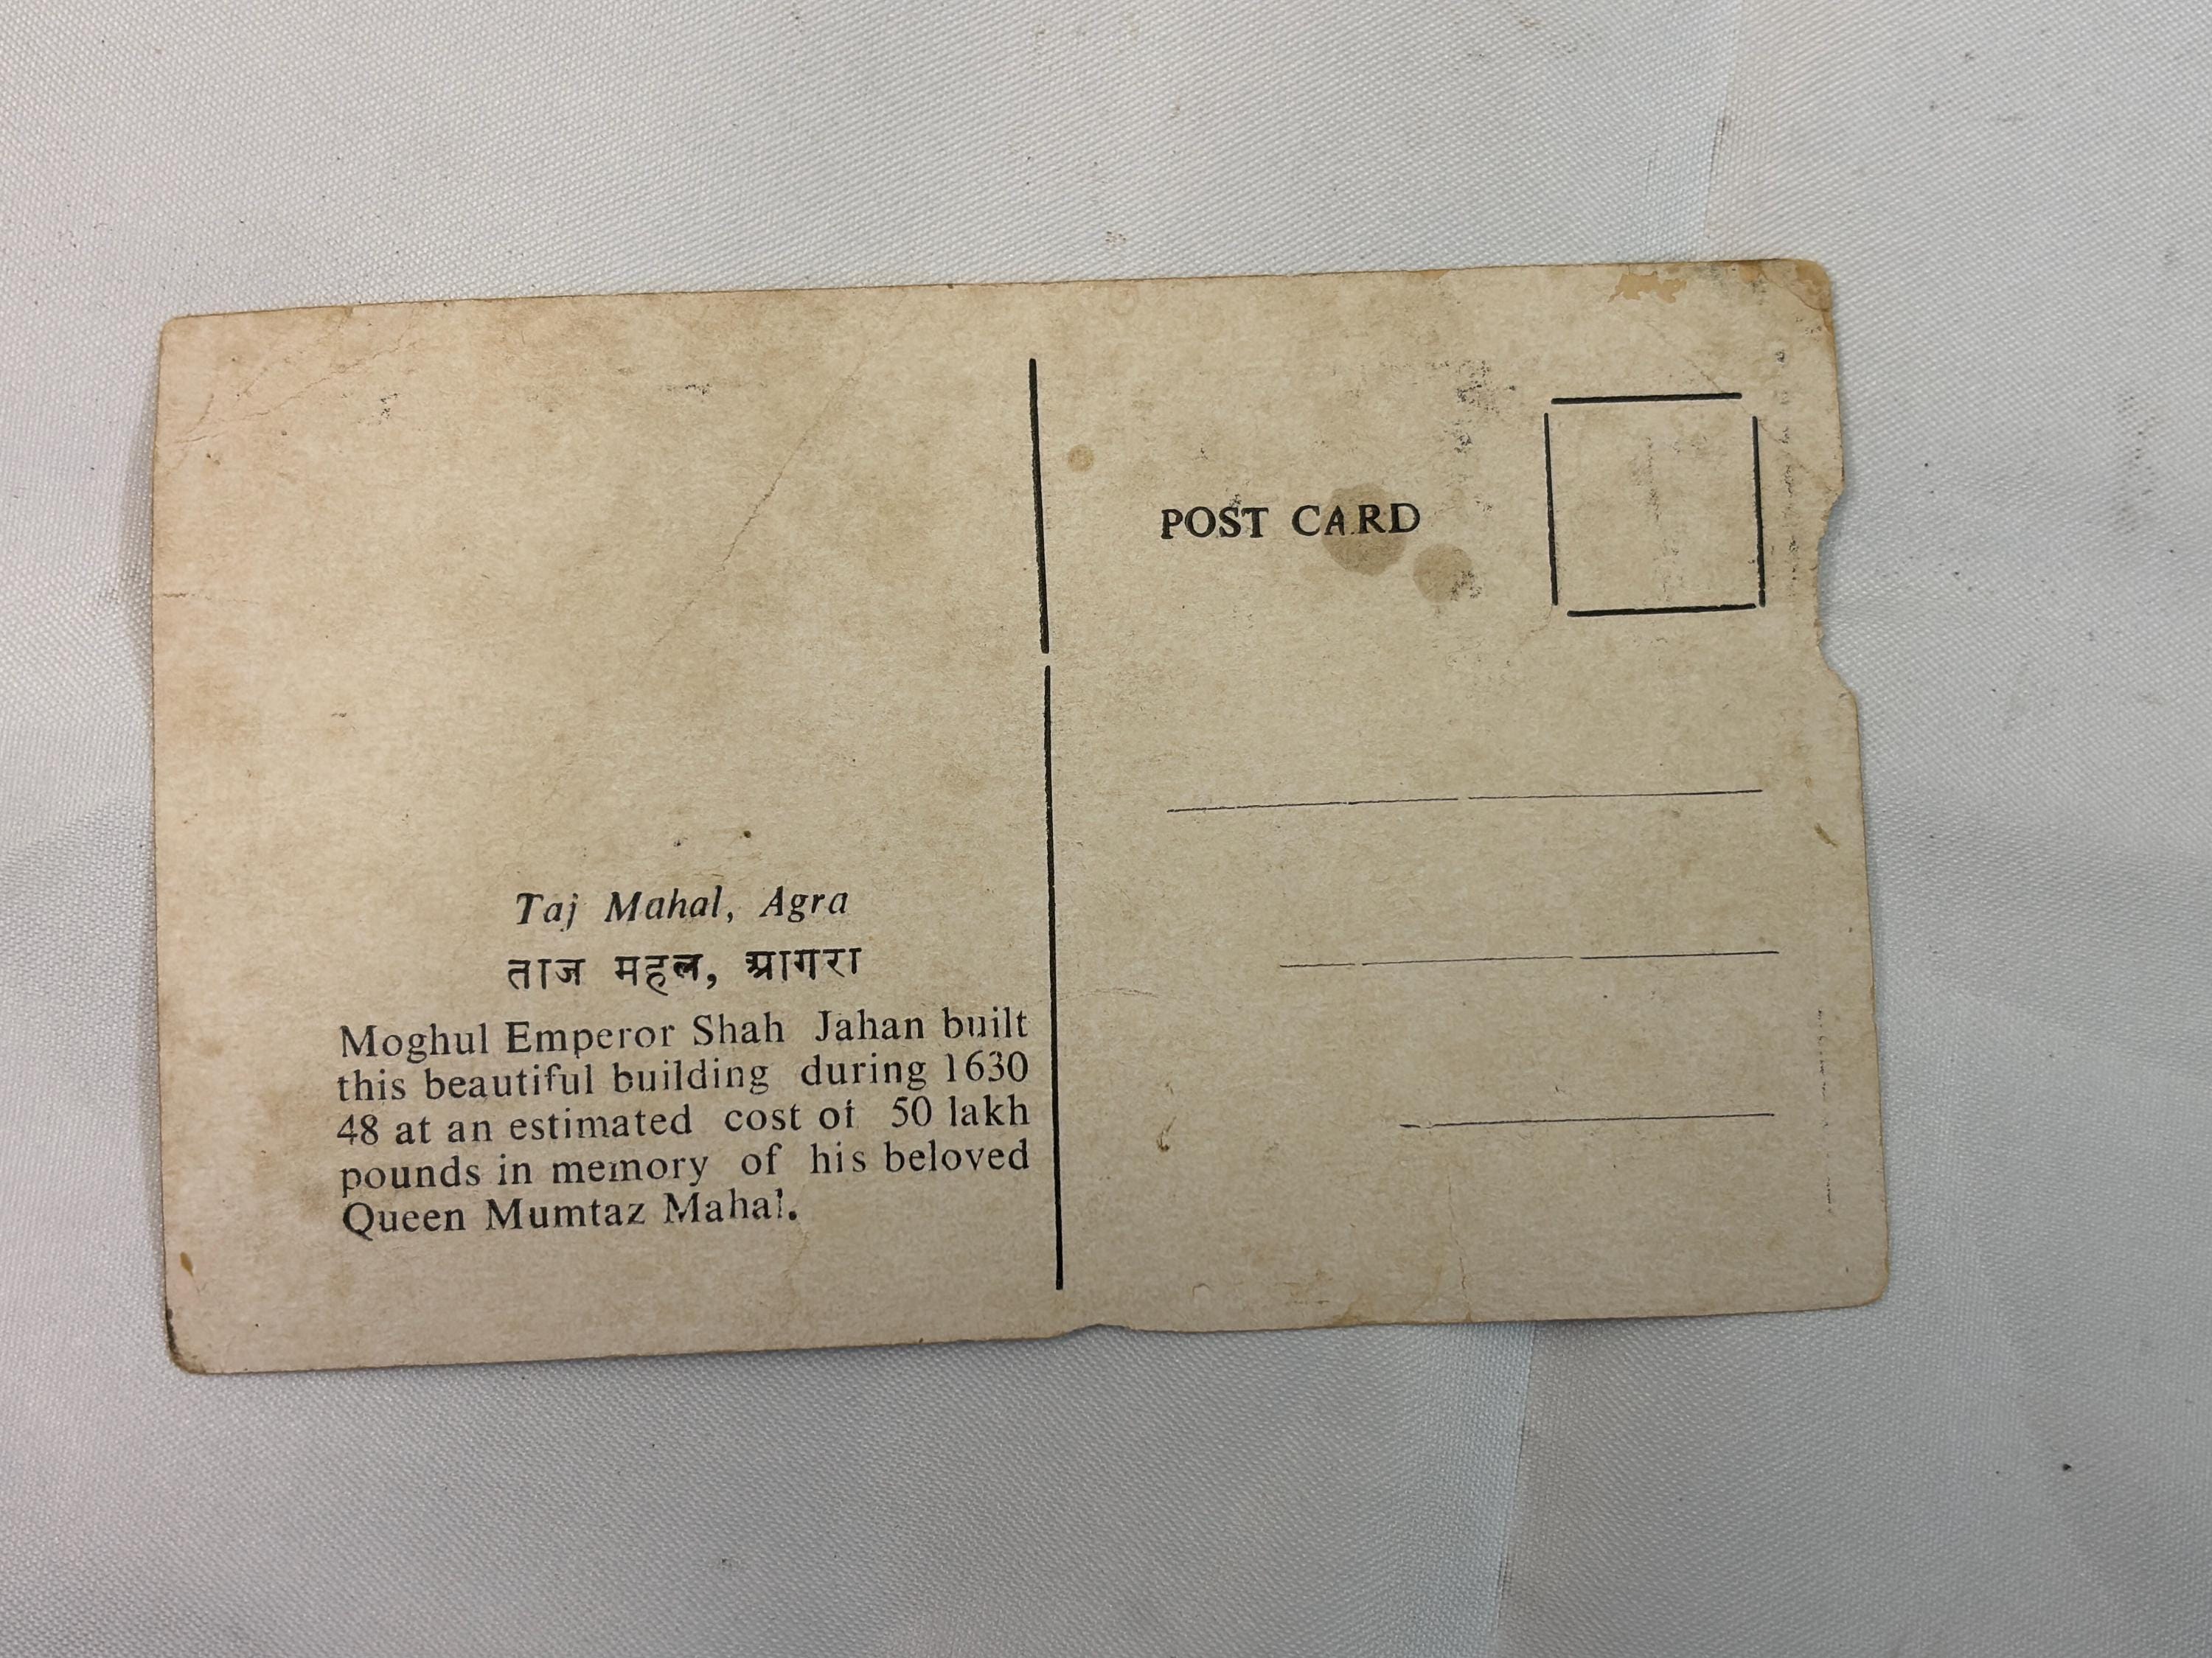 POST CARD
Taj Mahal, Agra
ताज महल, ग्रागरा
Moghul Emperor Shah Jahan built
this beautiful building during 1630
48 at an estimated cost of 50 lakh
pounds in memory of his beloved
Queen Mumtaz Mahal.